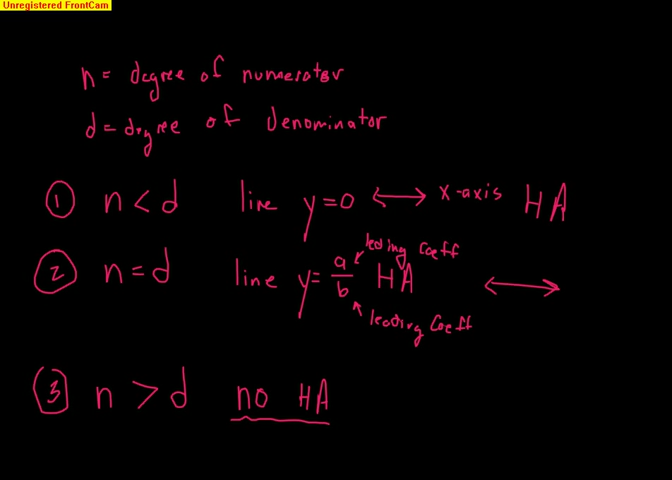 Unregistered FrontCam
n = degree of numerator
d = degree of denominator
1 n < d line y = 0 ⟷ x-axis HA
leading coeff
2 n = d line y = a/b HA ⟷
leading coeff
3 n > d no HA